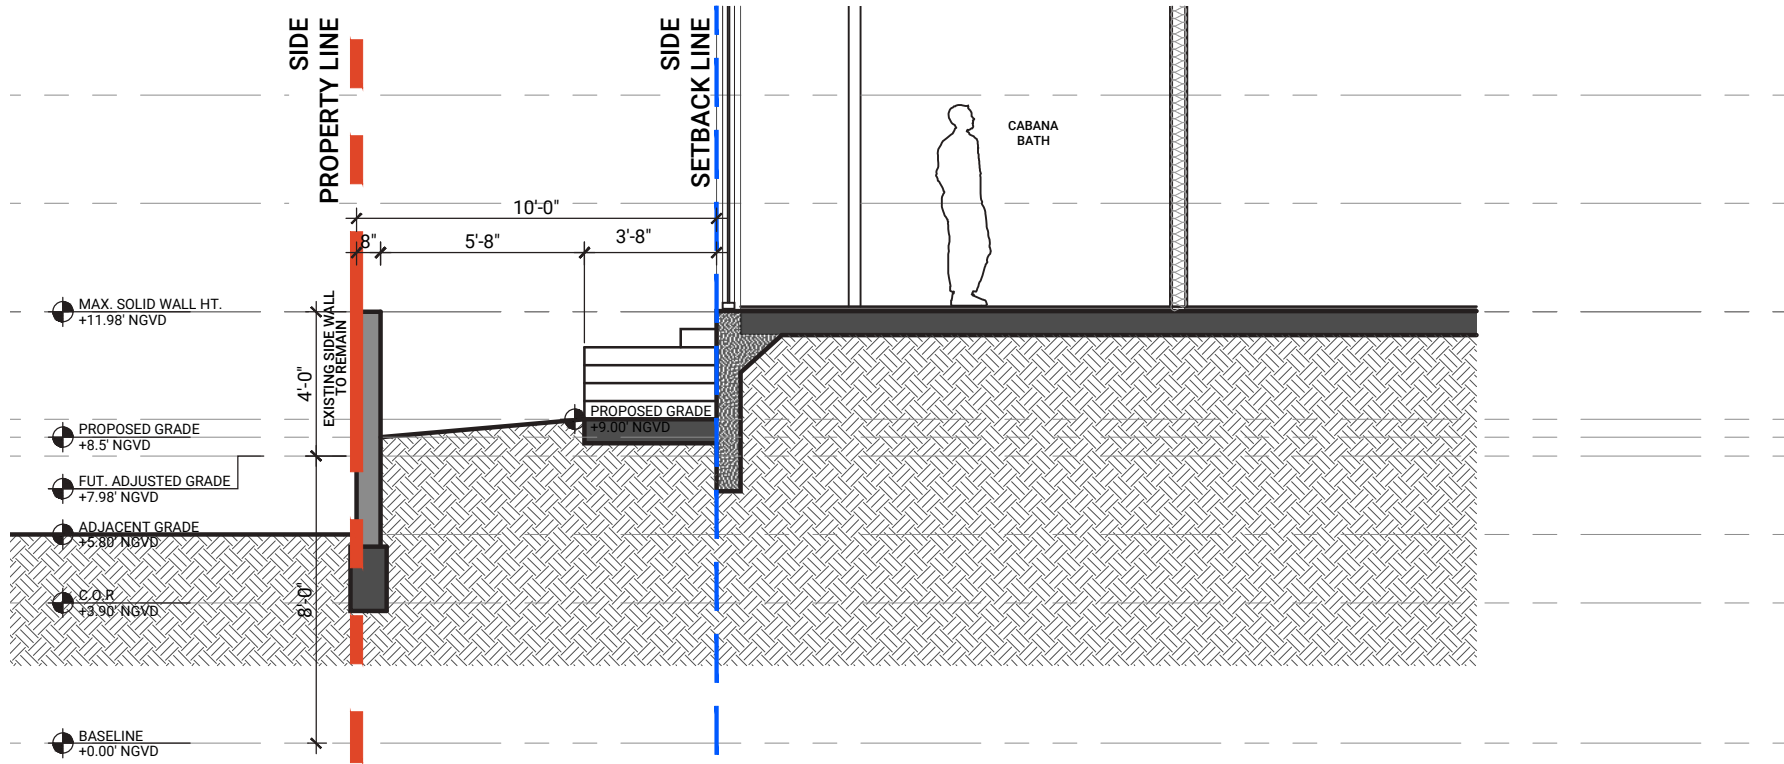 SIDE
PROPERTY LINE
SIDE
SETBACK LINE
CABANA
BATH
10'-0"
8"
5'-8"
3'-8"
MAX. SOLID WALL HT.
+11.98' NGVD
4'-0"
EXISTING SIDE WALL
TO REMAIN
PROPOSED GRADE
+9.00' NGVD
PROPOSED GRADE
+8.5' NGVD
FUT. ADJUSTED GRADE
+7.98' NGVD
ADJACENT GRADE
+5.80' NGVD
C.O.R
+3.90' NGVD
8'-0"
BASELINE
+0.00' NGVD